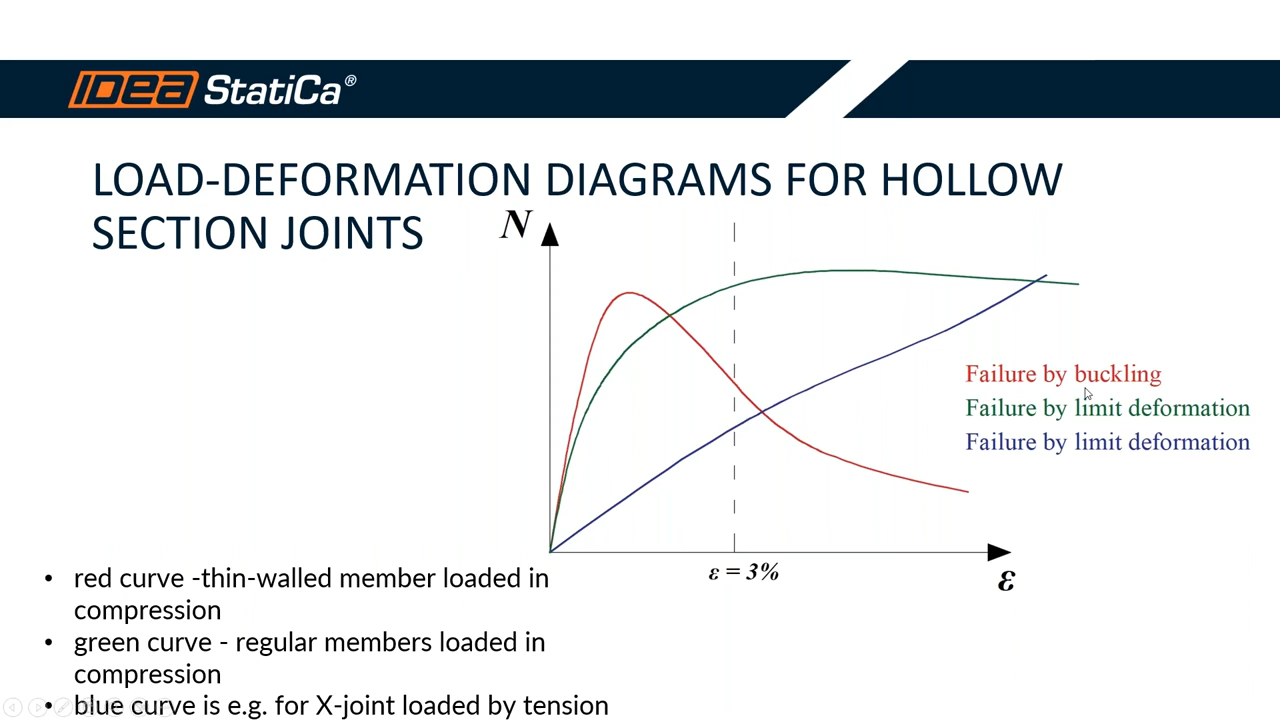 IDEA StatiCa®
LOAD-DEFORMATION DIAGRAMS FOR HOLLOW
SECTION JOINTS
N
Failure by buckling
Failure by limit deformation
Failure by limit deformation
ε = 3%
ε
• red curve -thin-walled member loaded in
compression
• green curve - regular members loaded in
compression
• blue curve is e.g. for X-joint loaded by tension